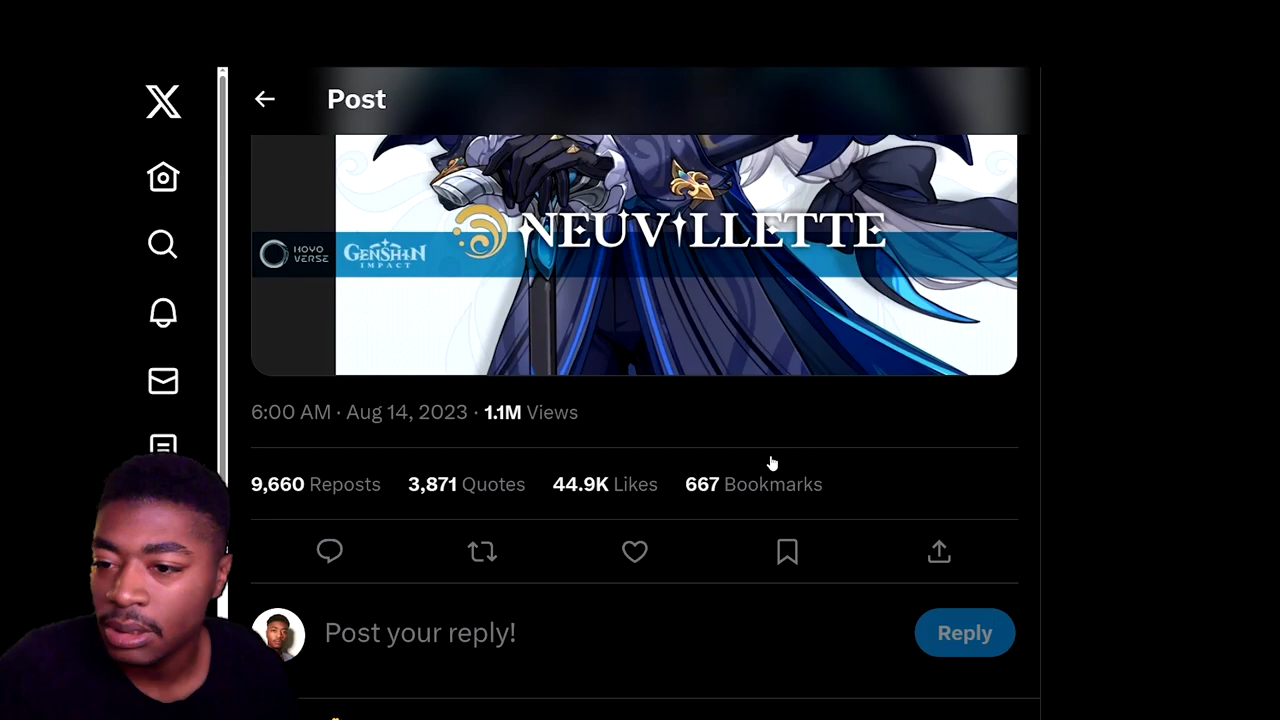 Post
NEUVILLETTE
HOYO
VERSE
GENSHIN
IMPACT
6:00 AM · Aug 14, 2023 · 1.1M Views
9,660 Reposts 3,871 Quotes 44.9K Likes 667 Bookmarks
Post your reply!
Reply